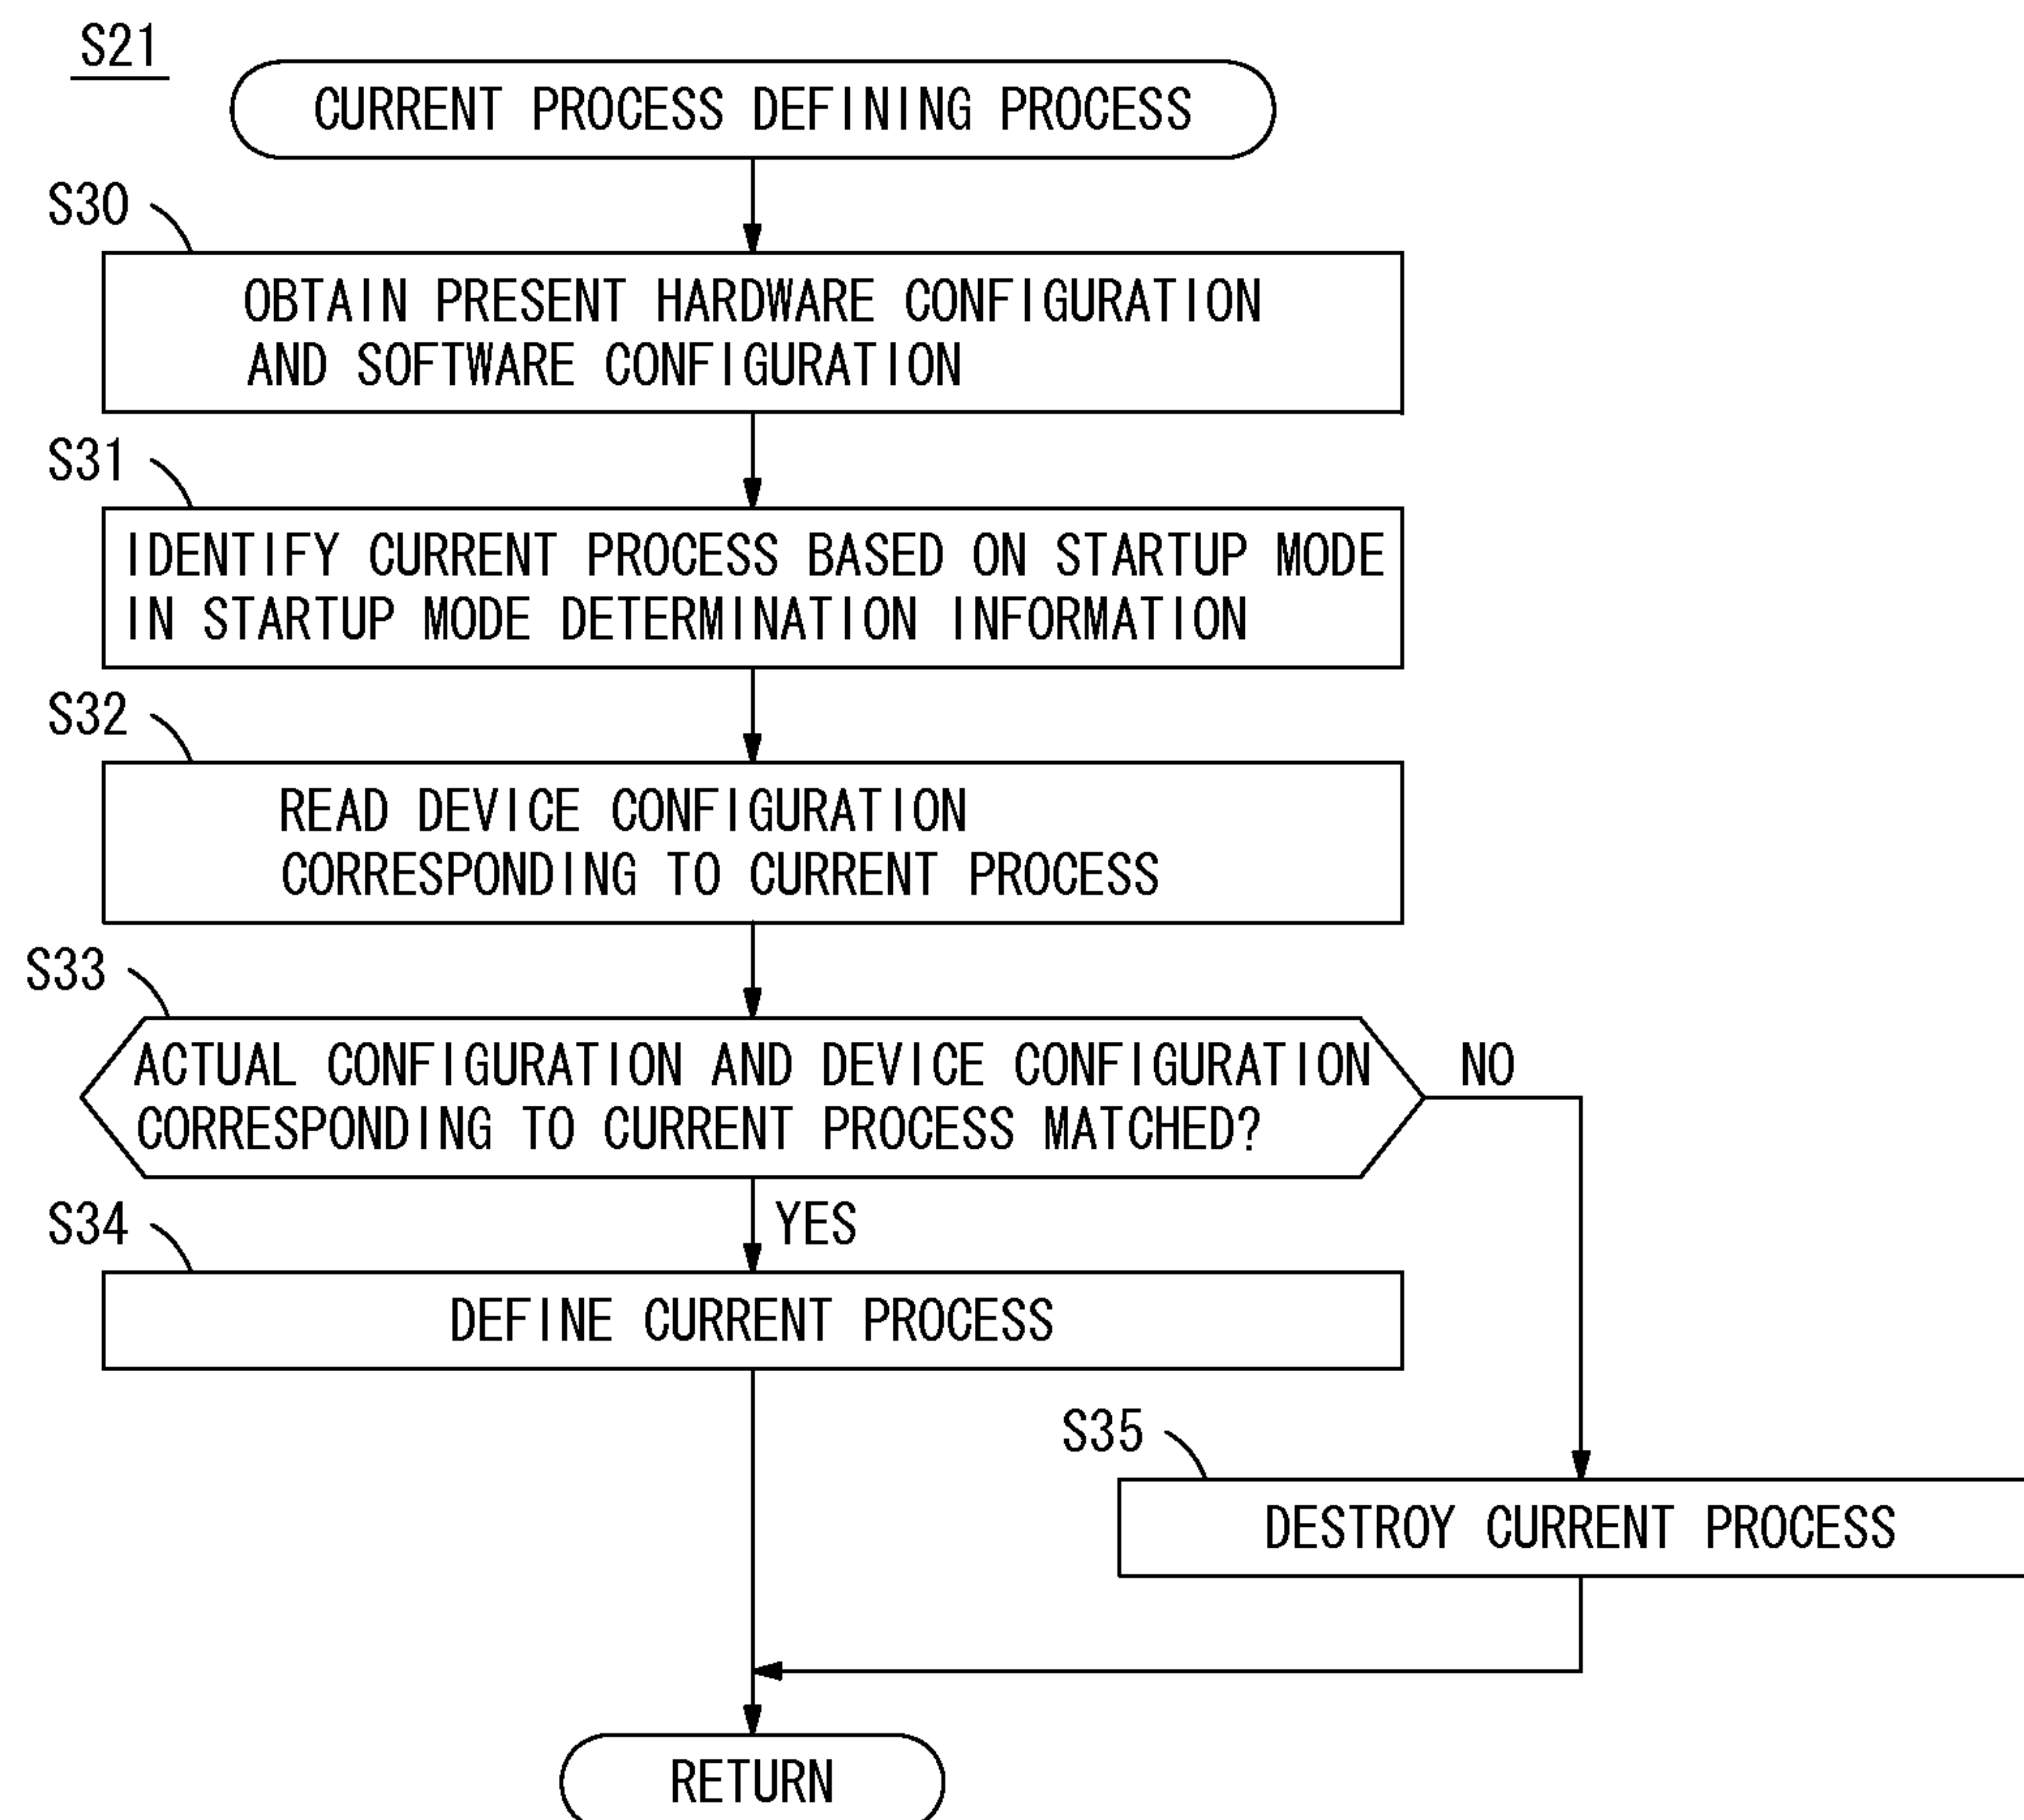 S21
CURRENT PROCESS DEFINING PROCESS
S30
OBTAIN PRESENT HARDWARE CONFIGURATION
AND SOFTWARE CONFIGURATION
S31
IDENTIFY CURRENT PROCESS BASED ON STARTUP MODE
IN STARTUP MODE DETERMINATION INFORMATION
S32
READ DEVICE CONFIGURATION
CORRESPONDING TO CURRENT PROCESS
S33
ACTUAL CONFIGURATION AND DEVICE CONFIGURATION
CORRESPONDING TO CURRENT PROCESS MATCHED?
NO
YES
S34
DEFINE CURRENT PROCESS
S35
DESTROY CURRENT PROCESS
RETURN